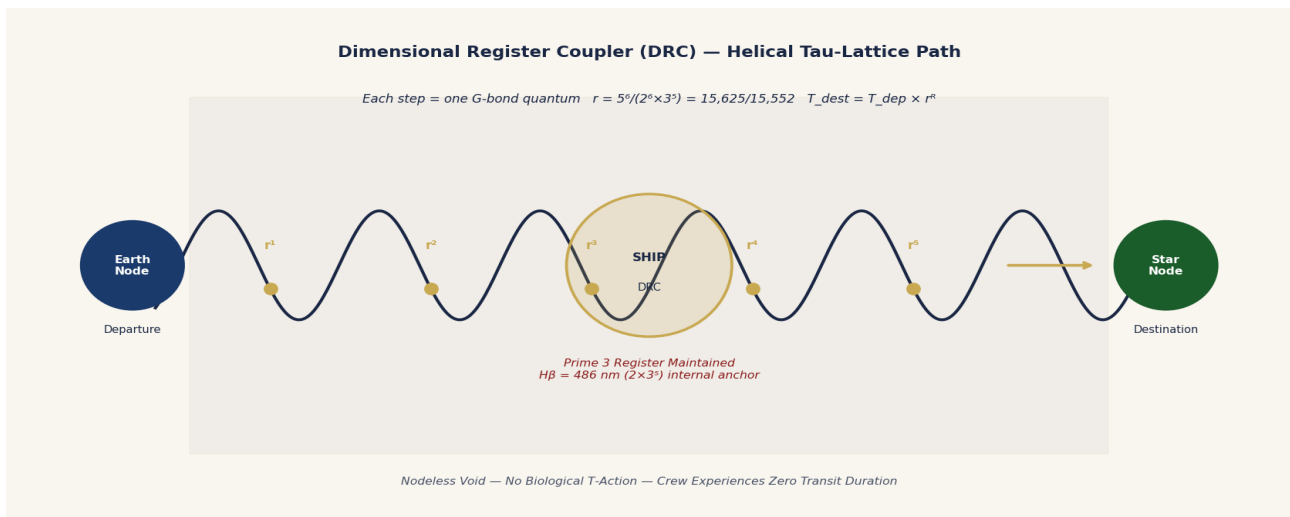 Dimensional Register Coupler (DRC) — Helical Tau-Lattice Path
Each step = one G-bond quantum   r = 5⁶/(2⁶×3⁵) = 15,625/15,552   T_dest = T_dep × rᴿ
r¹
r²
r³
r⁴
r⁵
Earth
Node
SHIP
DRC
Star
Node
Departure
Destination
Prime 3 Register Maintained
Hβ = 486 nm (2×3⁵) internal anchor
Nodeless Void — No Biological T-Action — Crew Experiences Zero Transit Duration